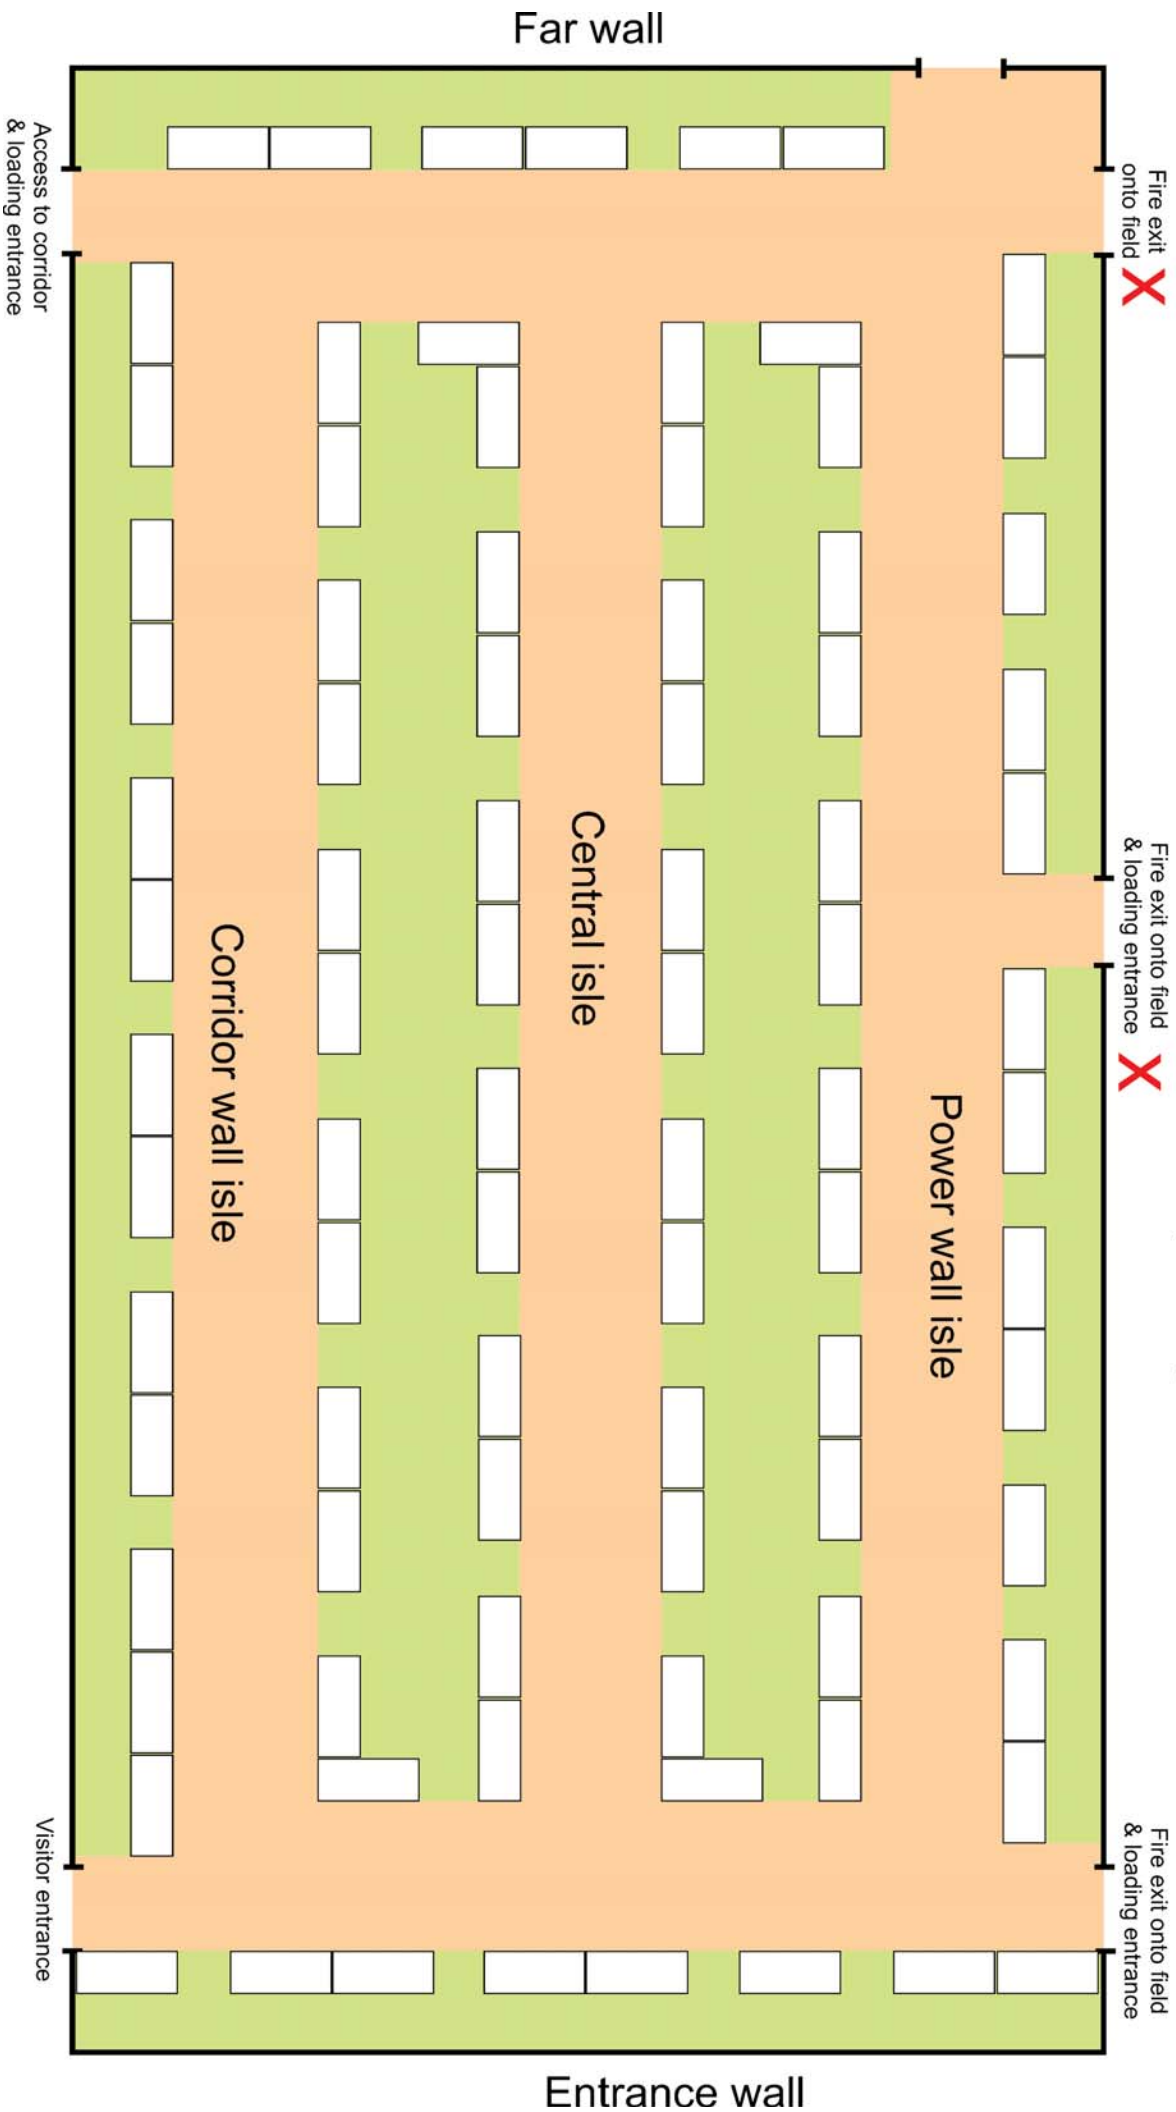 Far wall
Access to corridor
& loading entrance
Fire exit
onto field
X
Central isle
Corridor wall isle
Fire exit onto field
& loading entrance
X
Power wall isle
Visitor entrance
Fire exit onto field
& loading entrance
Entrance wall